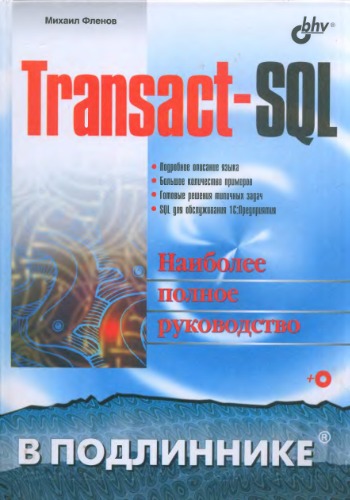 Михаил Фленов
bhv®
Transact-SQL
• Подробное описание языка
• Большое количество примеров
• Готовые решения типичных задач
• SQL для обслуживания 1С:Предприятия
Наиболее
полное
руководство
+
В ПОДЛИННИКЕ®